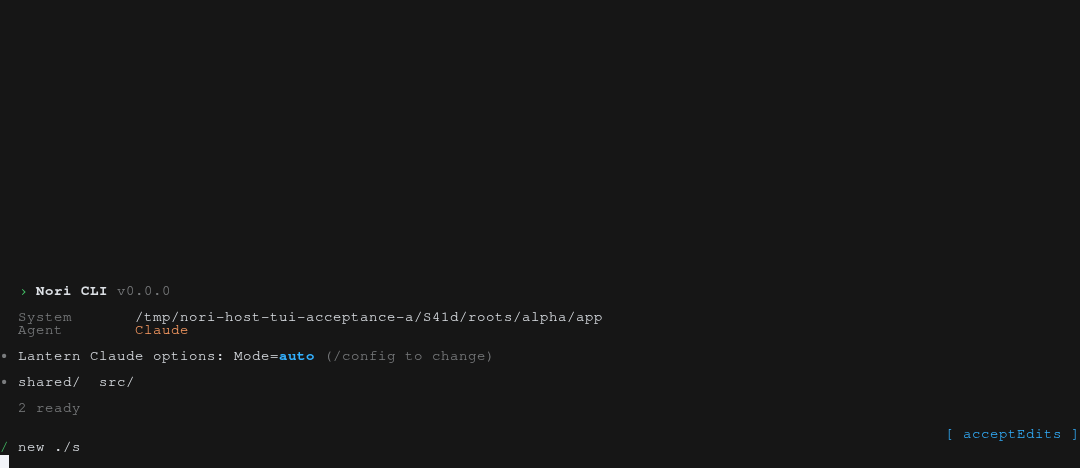 › Nori CLI v0.0.0
System /tmp/nori-host-tui-acceptance-a/S41d/roots/alpha/app
Agent Claude
• Lantern Claude options: Mode=auto (/config to change)
• shared/ src/
2 ready
[ acceptEdits ]
/ new ./s